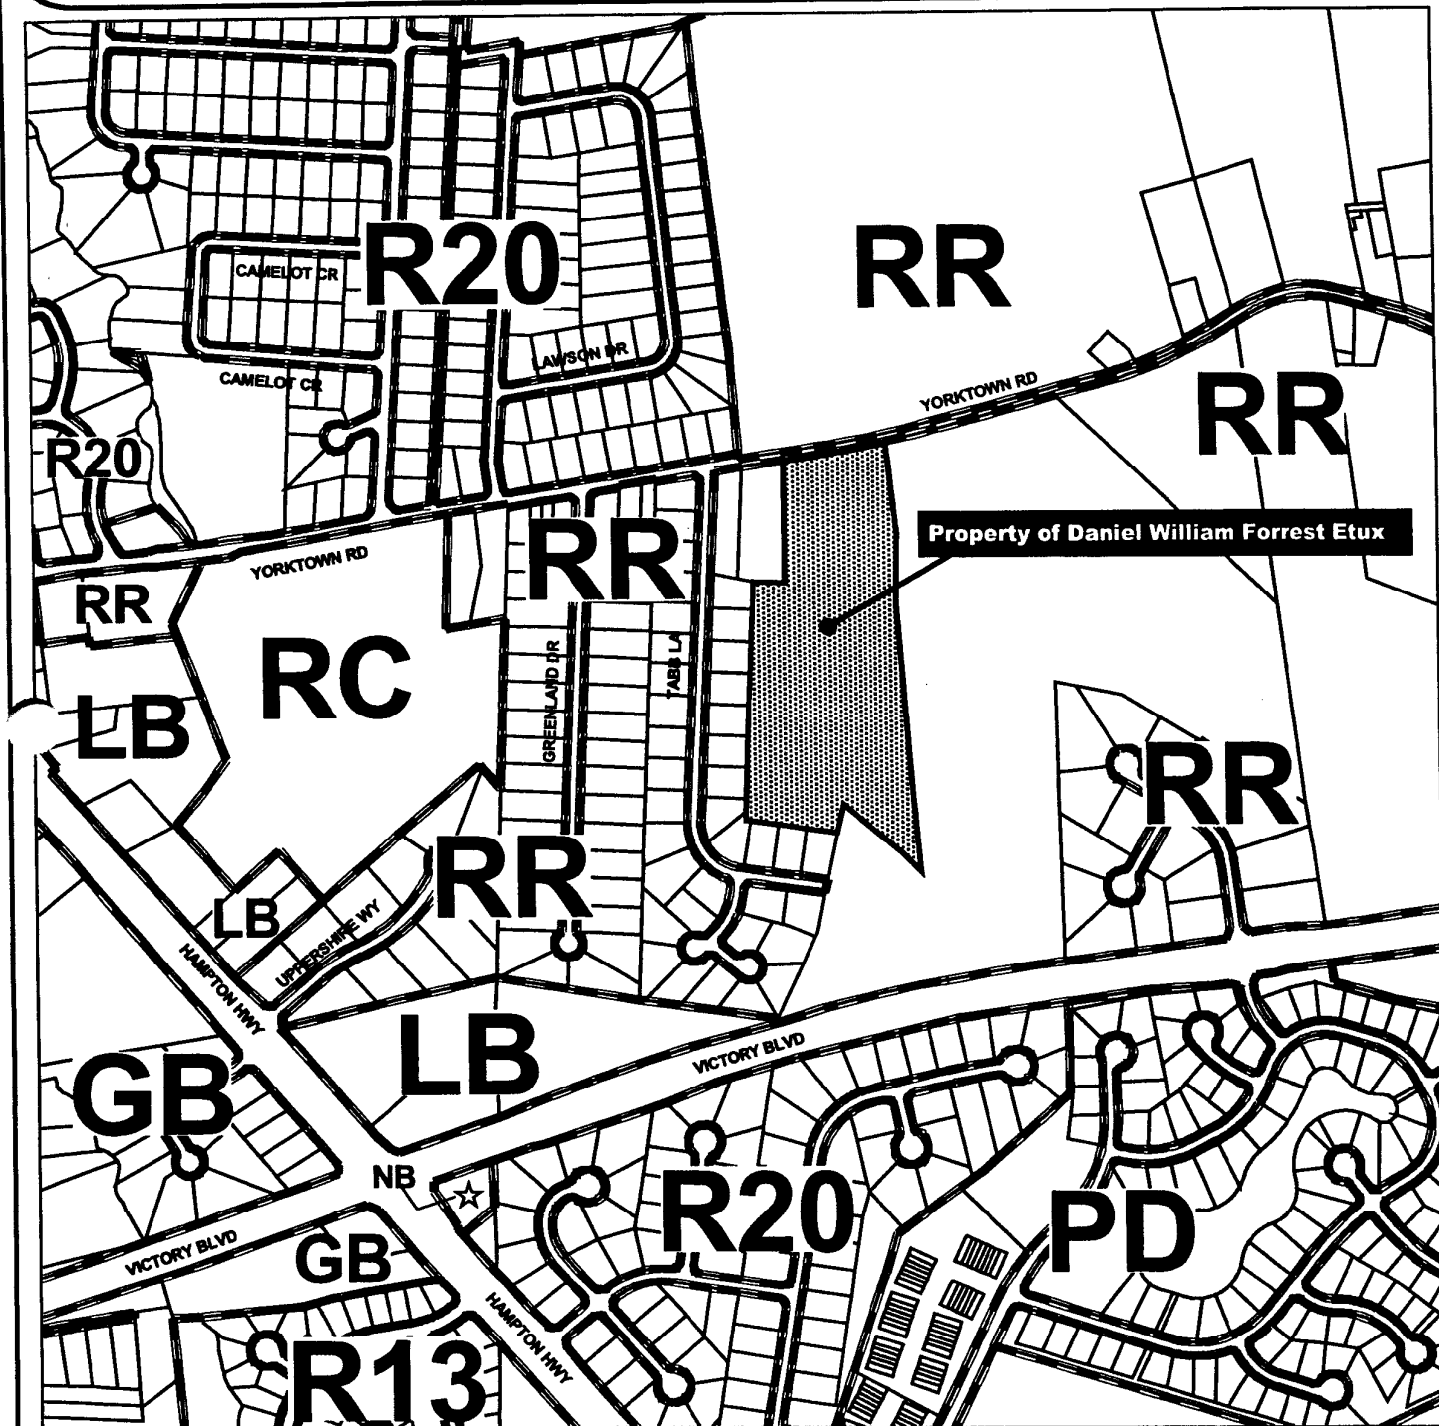 R20
CAMELOT CR
RR
LAWSON DR
CAMELOT CR
YORKTOWN RD
RR
R20
Property of Daniel William Forrest Etux
RR
YORKTOWN RD
RR
RC
GREENLAND DR
TABB LA
LB
RR
RR
LB
UPPERSHIRE WY
HAMPTON HWY
LB
VICTORY BLVD
GB
NB
R20
PD
VICTORY BLVD
GB
HAMPTON HWY
R13